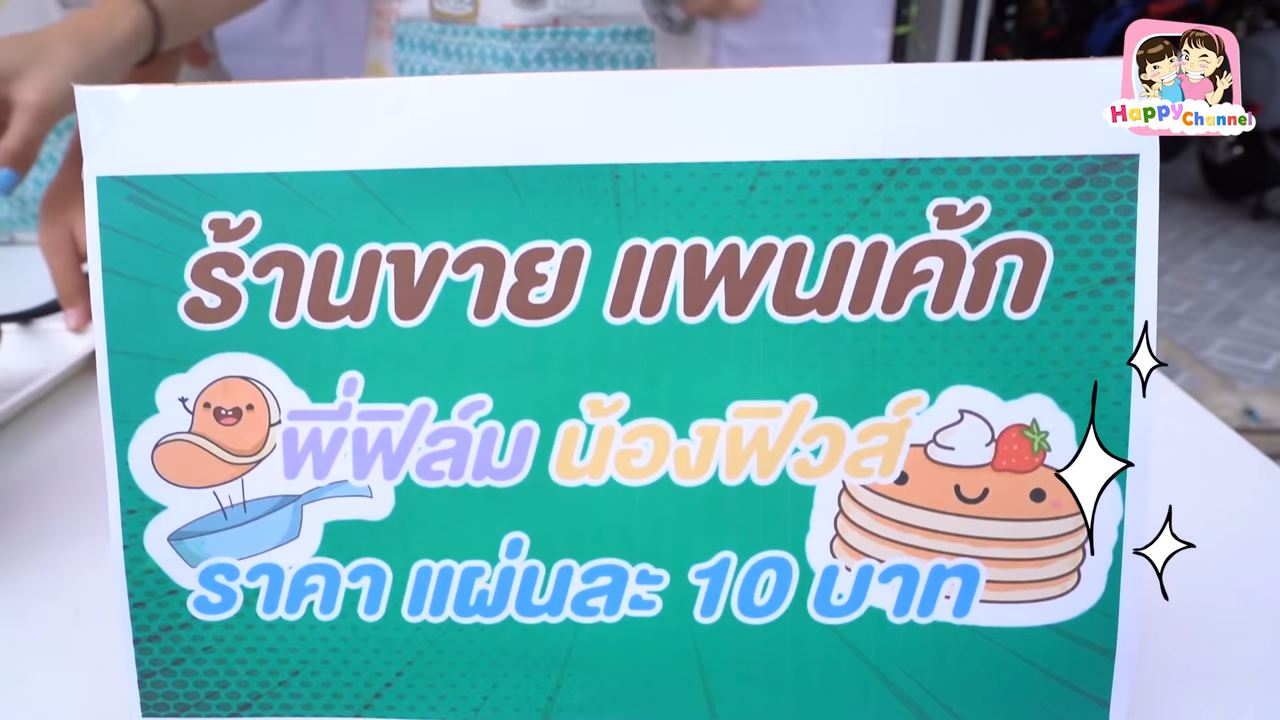 Happy Channel
ร้านขาย แพนเค้ก
พี่ฟิล์ม น้องฟิวส์
ราคา แผ่นละ 10 บาท